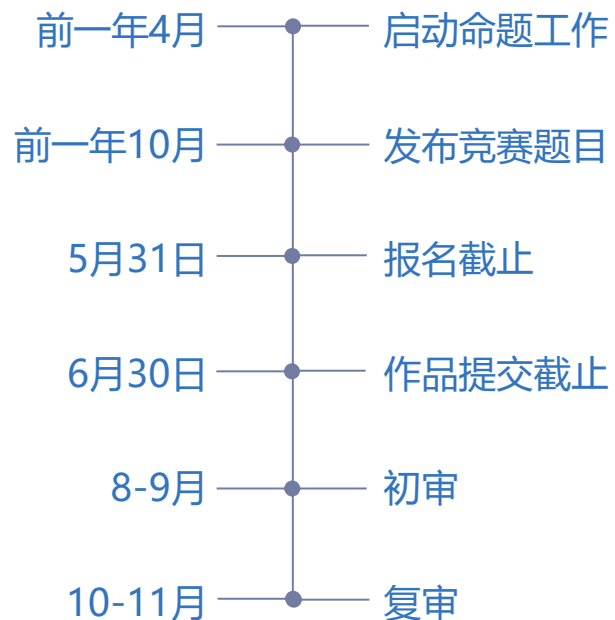 前一年4月 启动命题工作
前一年10月 发布竞赛题目
5月31日 报名截止
6月30日 作品提交截止
8-9月 初审
10-11月 复审